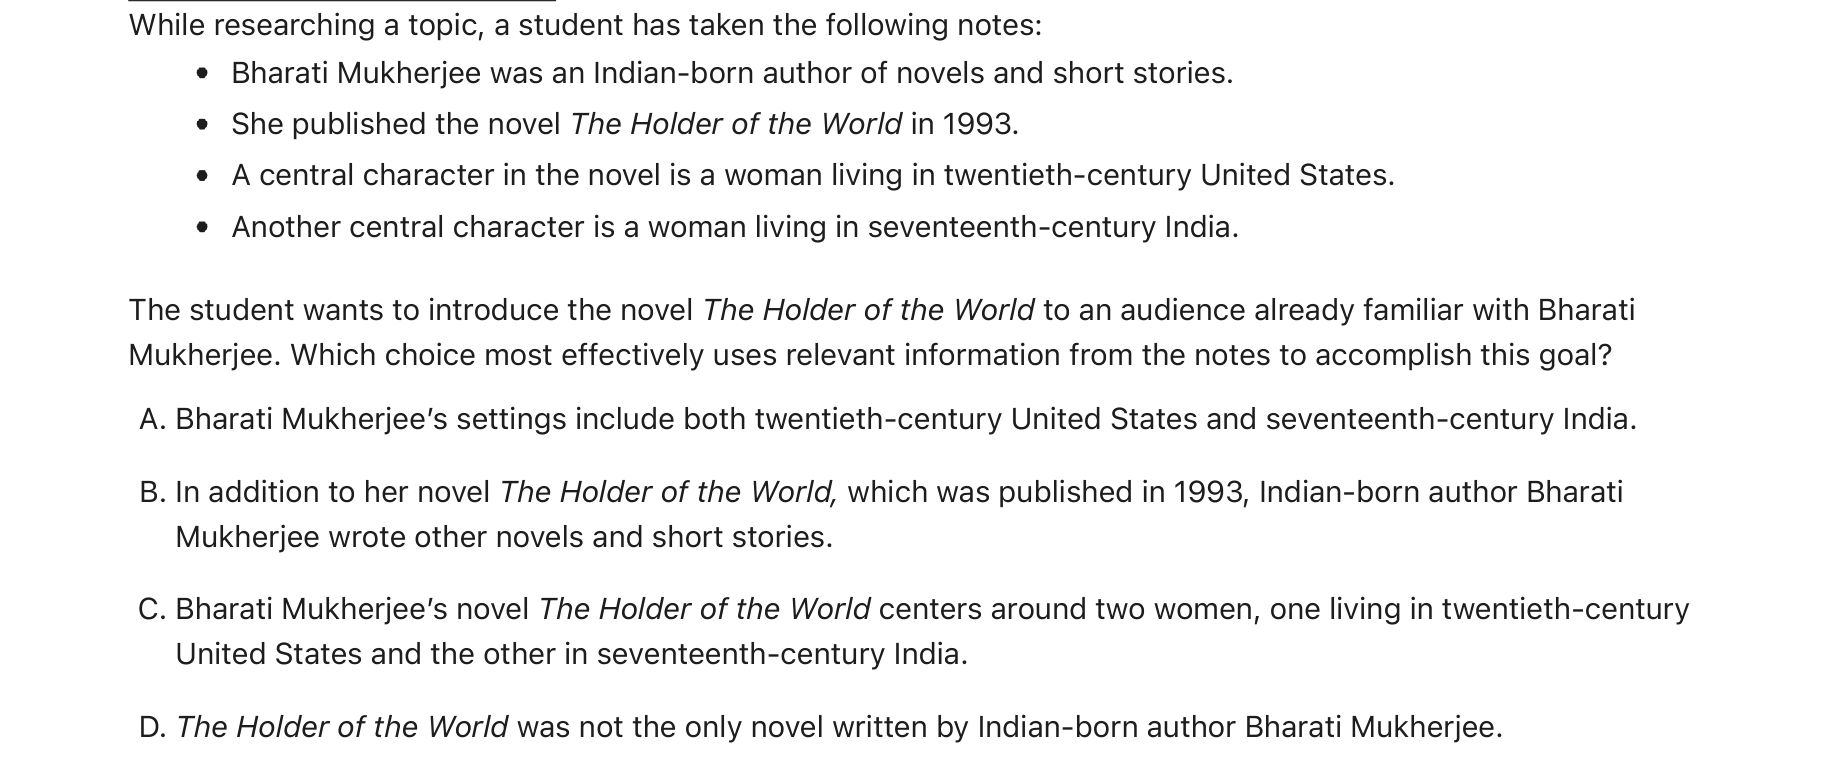 While researching a topic, a student has taken the following notes:
• Bharati Mukherjee was an Indian-born author of novels and short stories.
• She published the novel The Holder of the World in 1993.
• A central character in the novel is a woman living in twentieth-century United States.
• Another central character is a woman living in seventeenth-century India.
The student wants to introduce the novel The Holder of the World to an audience already familiar with Bharati
Mukherjee. Which choice most effectively uses relevant information from the notes to accomplish this goal?
A. Bharati Mukherjee’s settings include both twentieth-century United States and seventeenth-century India.
B. In addition to her novel The Holder of the World, which was published in 1993, Indian-born author Bharati
Mukherjee wrote other novels and short stories.
C. Bharati Mukherjee’s novel The Holder of the World centers around two women, one living in twentieth-century
United States and the other in seventeenth-century India.
D. The Holder of the World was not the only novel written by Indian-born author Bharati Mukherjee.